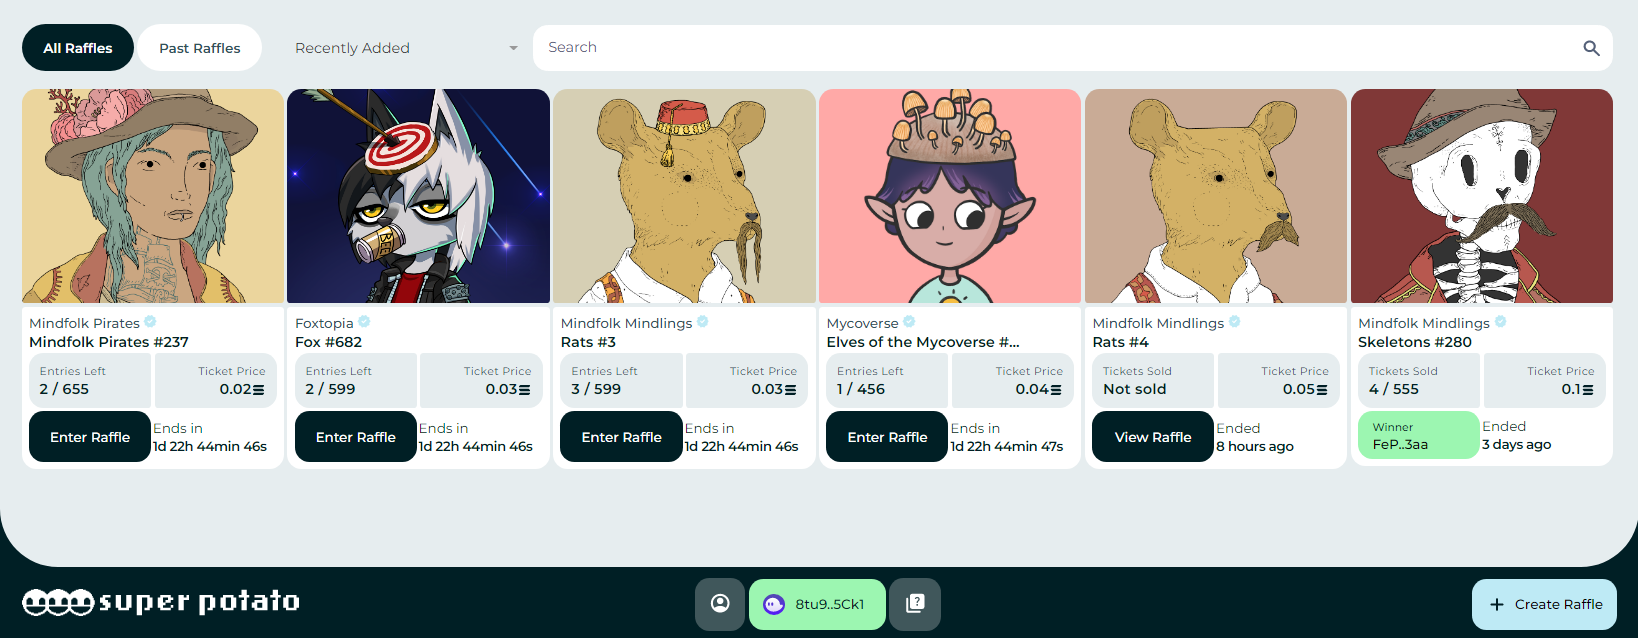 All Raffles
Past Raffles
Recently Added
Search
Mindfolk Pirates
Mindfolk Pirates #237
Entries Left
2 / 655
Ticket Price
0.02
Enter Raffle
Ends in
1d 22h 44min 46s
Foxtopia
Fox #682
Entries Left
2 / 599
Ticket Price
0.03
Enter Raffle
Ends in
1d 22h 44min 46s
Mindfolk Mindlings
Rats #3
Entries Left
3 / 599
Ticket Price
0.03
Enter Raffle
Ends in
1d 22h 44min 46s
Mycoverse
Elves of the Mycoverse #...
Entries Left
1 / 456
Ticket Price
0.04
Enter Raffle
Ends in
1d 22h 44min 47s
Mindfolk Mindlings
Rats #4
Tickets Sold
Not sold
Ticket Price
0.05
View Raffle
Ended
8 hours ago
Mindfolk Mindlings
Skeletons #280
Tickets Sold
4 / 555
Ticket Price
0.1
Winner
FeP..3aa
Ended
3 days ago
super potato
8tu9..5Ck1
?
+ Create Raffle